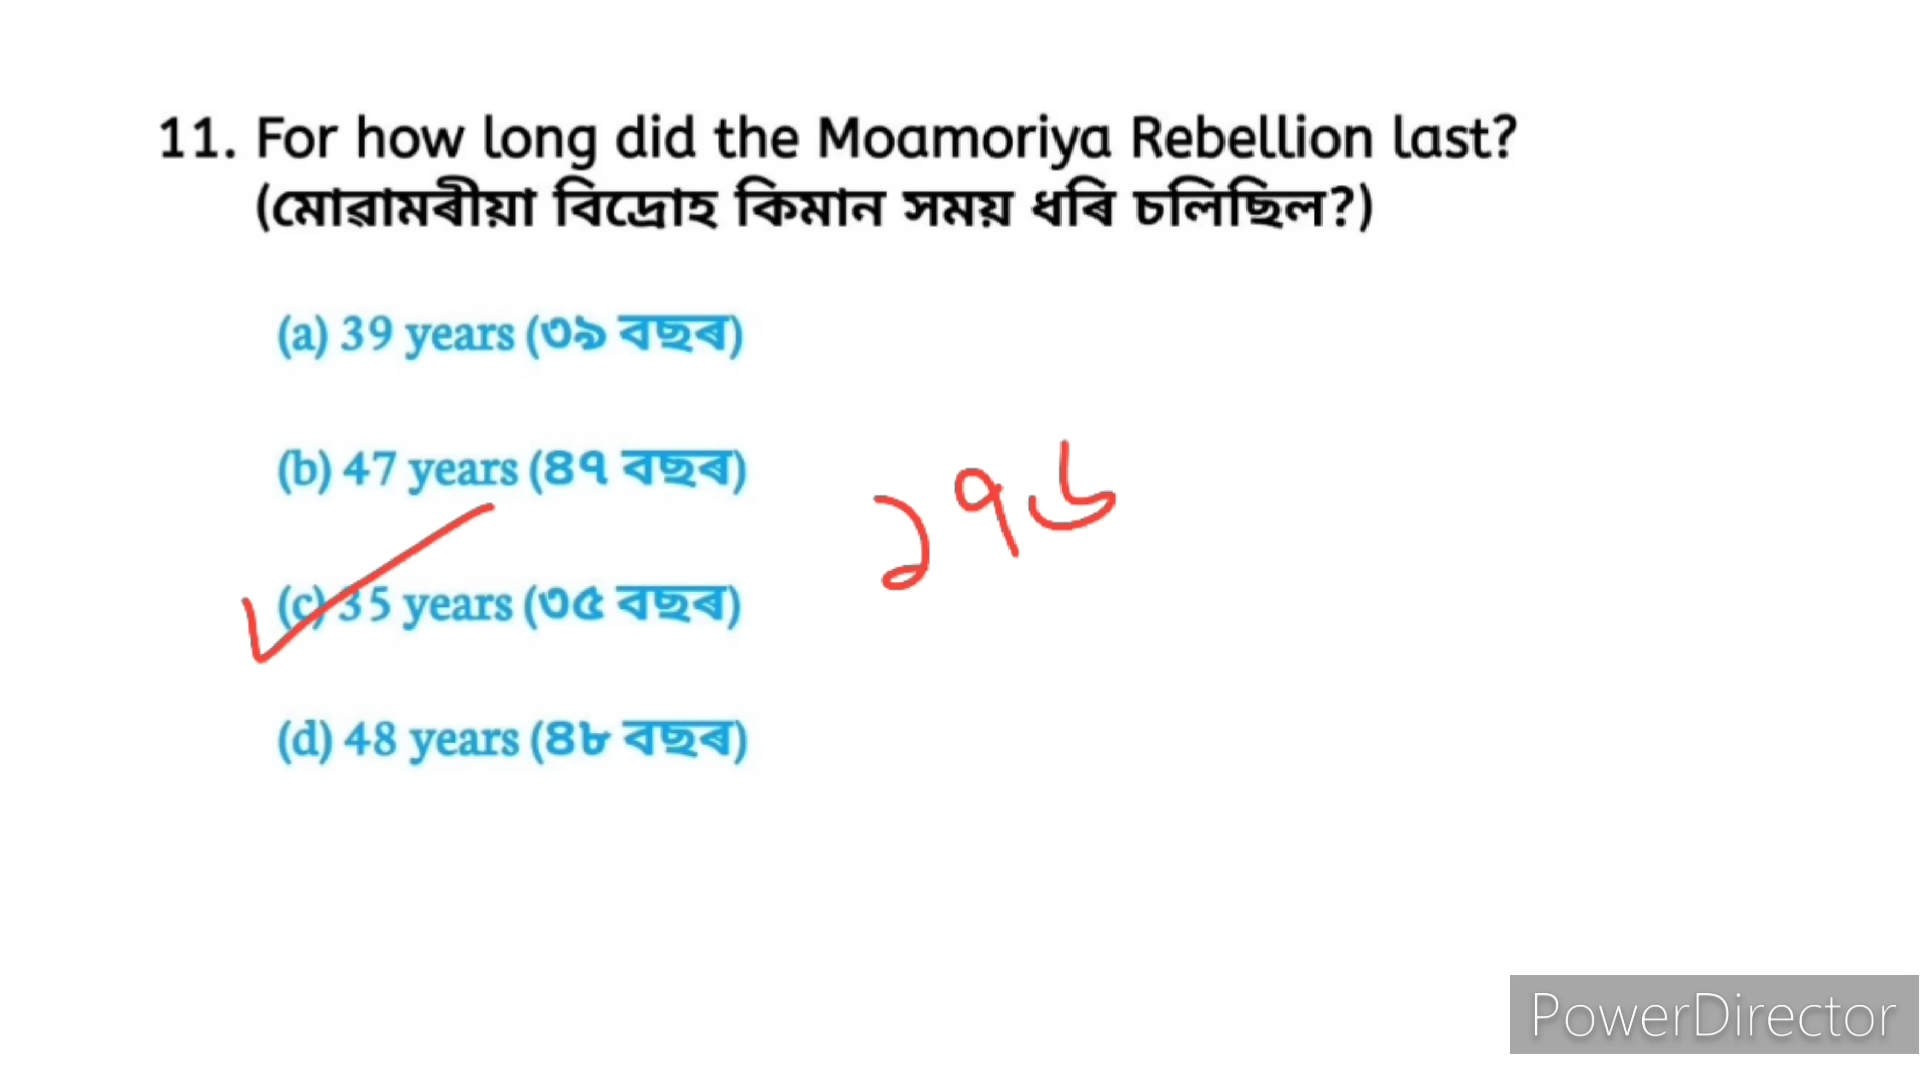 11. For how long did the Moamoriya Rebellion last?
(মোৱামৰীয়া বিদ্ৰোহ কিমান সময় ধৰি চলিছিল?)
(a) 39 years (৩৯ বছৰ)
(b) 47 years (৪৭ বছৰ)
১৭৬
(c) 35 years (৩৫ বছৰ)
(d) 48 years (৪৮ বছৰ)
PowerDirector